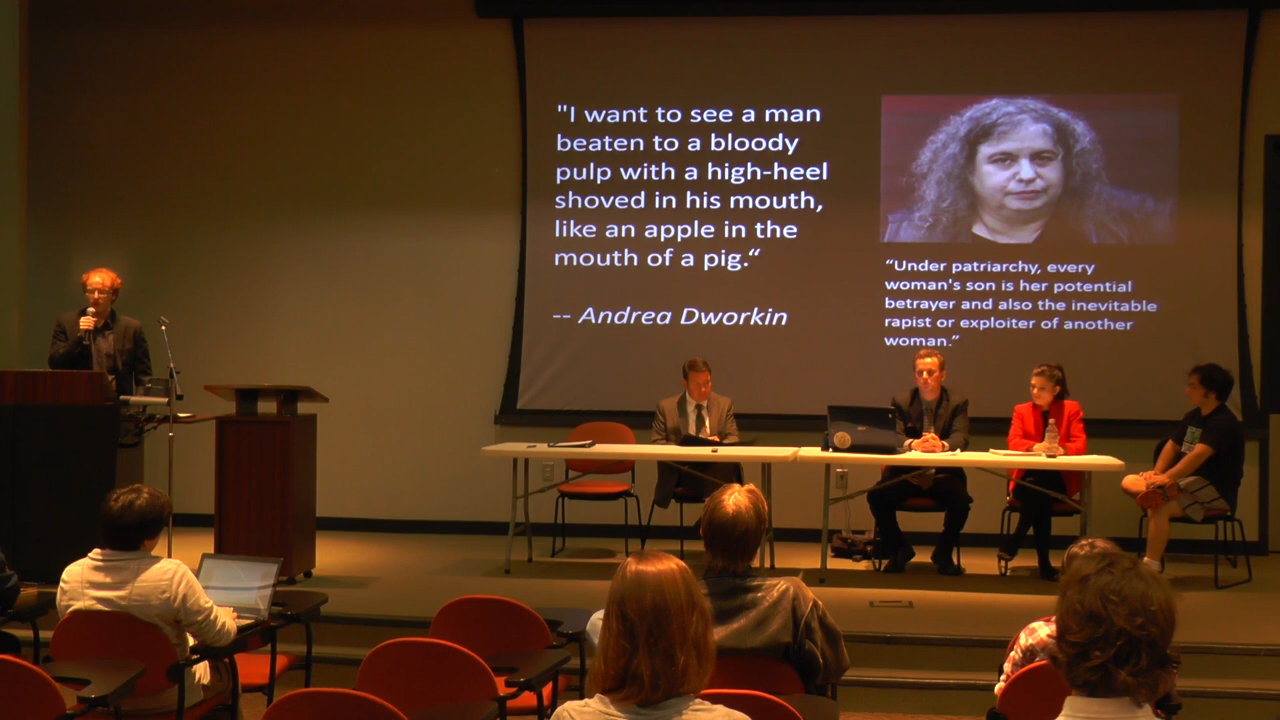 "I want to see a man
beaten to a bloody
pulp with a high-heel
shoved in his mouth,
like an apple in the
mouth of a pig.“
-- Andrea Dworkin
“Under patriarchy, every
woman's son is her potential
betrayer and also the inevitable
rapist or exploiter of another
woman.”